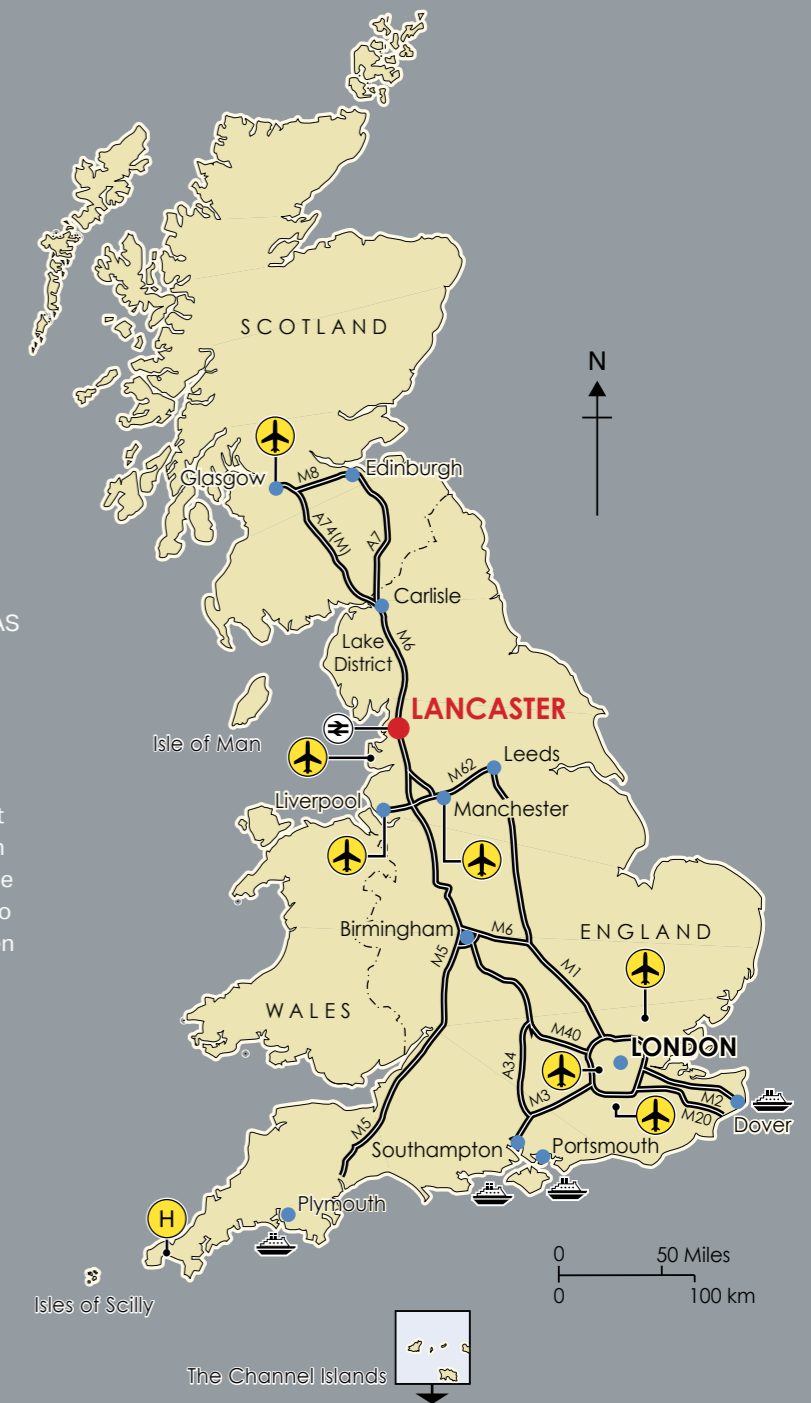 SCOTLAND
N
Glasgow
M8
Edinburgh
A74(M)
A7
Carlisle
AS
M6
Lake
District
LANCASTER
Isle of Man
Leeds
M62
Liverpool
Manchester
t
n
e
o
en
Birmingham
M6
ENGLAND
M5
M1
WALES
M40
LONDON
A34
M3
M2
M20
Dover
M5
Southampton
Portsmouth
Plymouth
H
0
50 Miles
0
100 km
Isles of Scilly
The Channel Islands